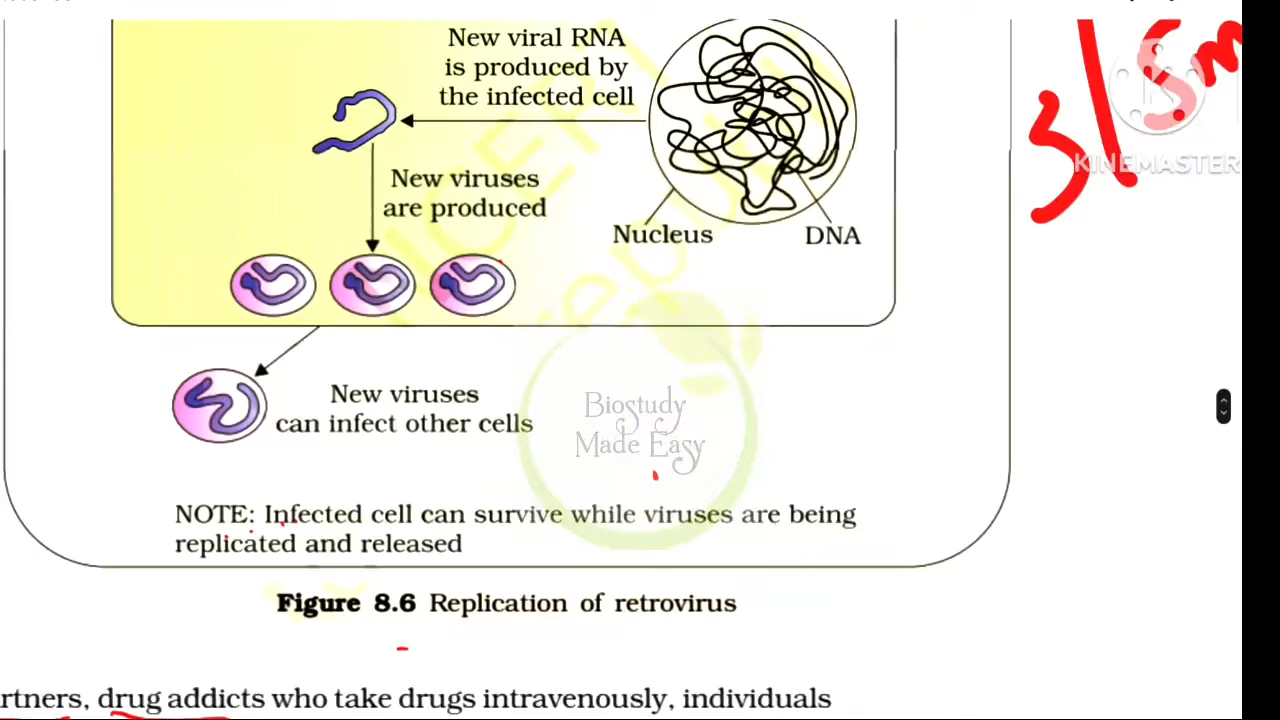 New viral RNA
is produced by
the infected cell
KINEMASTER
New viruses
are produced
Nucleus
DNA
New viruses
can infect other cells
Biostudy
Made Easy
NOTE: Infected cell can survive while viruses are being
replicated and released
Figure 8.6 Replication of retrovirus
rtners, drug addicts who take drugs intravenously, individuals